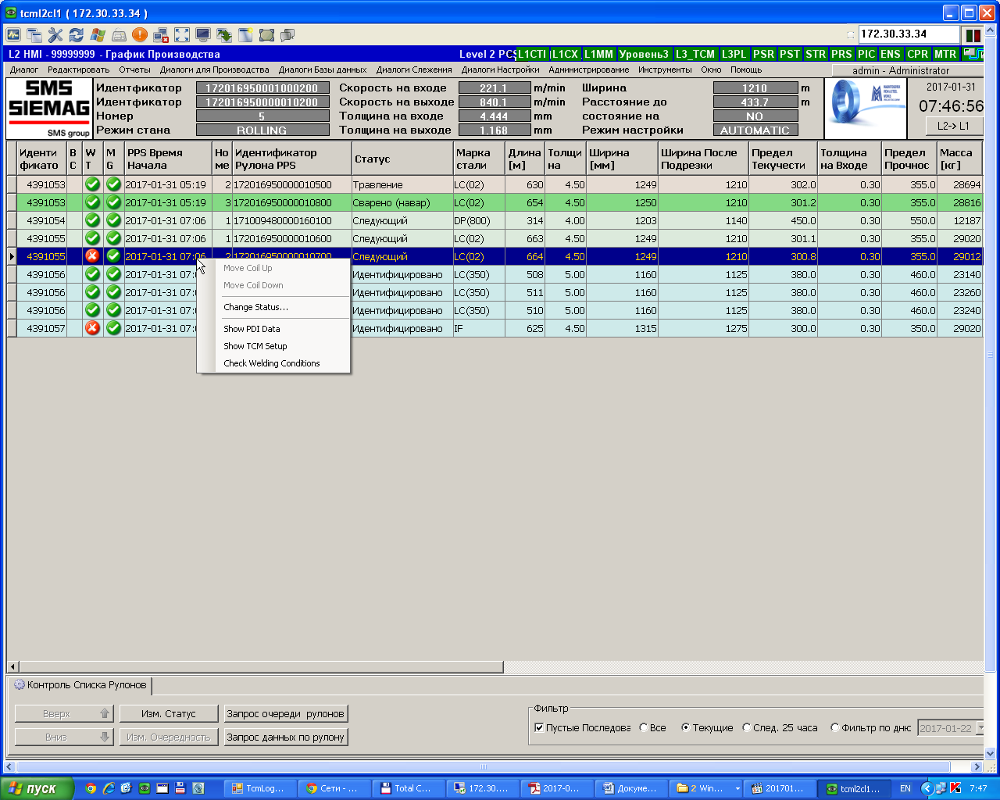 tcml2cl1 ( 172.30.33.34 )
172.30.33.34
L2 HMI - 99999999 - График Производства
Level 2 PCS L1CTI L1CX L1MM Уровень3 L3_TCM L3PL PSR PST STR PRS PIC ENS CPR MTR
Диалог Редактировать Отчеты Диалоги для Производства Диалоги Базы данных Диалоги Слежения Диалоги Настройки Администрирование Инструменты Окно Помощь
admin - Administrator
SMS
SIEMAG
SMS group
Идентфикатор 172016950001000200 Скорость на входе 221.1 m/min Ширина 1210 m
Идентфикатор 172016950000010200 Скорость на выходе 840.1 m/min Расстояние до 433.7 m
Номер 5 Толщина на входе 4.444 mm состояние на NO
Режим стана ROLLING Толщина на выходе 1.168 mm Режим настройки AUTOMATIC
2017-01-31
07:46:56
L2-> L1
Иденти фикато B C W T M G PPS Время Начала Но ме Идентификатор Рулона PPS Статус Марка стали Длина [м] Толщи на Ширина [мм] Ширина После Подрезки Предел Текучести Толщина на Входе Предел Прочнос Масса [кг]
4391053 2017-01-31 05:19 2 172016950000010500 Травление LC(02) 630 4.50 1249 1210 302.0 0.30 355.0 28694
4391053 2017-01-31 05:19 3 172016950000010800 Сварено (навар) LC(02) 654 4.50 1250 1210 301.2 0.30 355.0 28816
4391054 2017-01-31 07:06 1 171009480000160100 Следующий DP(800) 314 4.00 1203 1140 450.0 0.30 550.0 12187
4391055 2017-01-31 07:06 1 172016950000010600 Следующий LC(02) 663 4.50 1249 1210 301.1 0.30 355.0 29020
4391055 2017-01-31 07:06 2 172016950000010700 Следующий LC(02) 664 4.50 1249 1210 300.8 0.30 355.0 29012
4391056 2017-01-31 07:0 Идентифицировано LC(350) 508 5.00 1160 1125 380.0 0.30 460.0 23140
4391056 2017-01-31 07:0 Идентифицировано LC(350) 511 5.00 1160 1125 380.0 0.30 460.0 23260
4391056 2017-01-31 07:0 Идентифицировано LC(350) 510 5.00 1160 1125 380.0 0.30 460.0 23240
4391057 2017-01-31 07:0 Идентифицировано IF 625 4.50 1315 1275 300.0 0.30 350.0 29020
Move Coil Up
Move Coil Down
Change Status...
Show PDI Data
Show TCM Setup
Check Welding Conditions
Контроль Списка Рулонов
Вверх Изм. Статус Запрос очереди рулонов
Вниз Изм. Очередность Запрос данных по рулону
Фильтр
Пустые Последова Все Текущие След. 25 часа Фильтр по дню 2017-01-22
пуск TcmLog... Сети - ... Total C... 172.30.... 2017-0... Докуме... 2 Win... 201701... tcml2cl1... EN 7:47